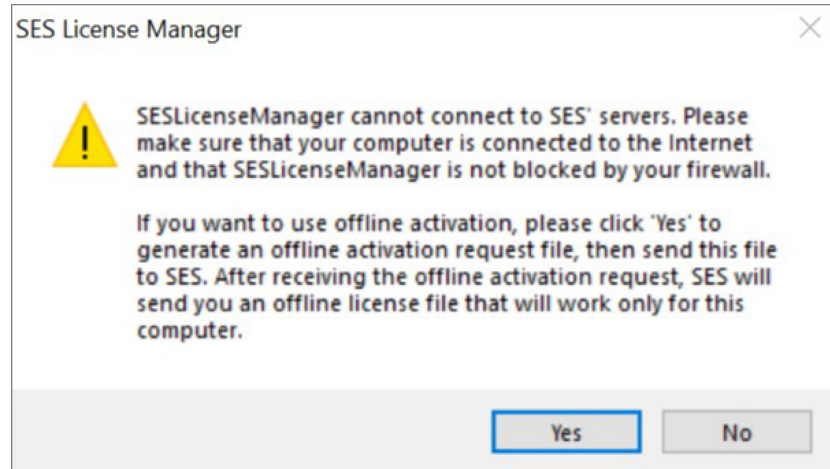 SES License Manager
SESLicenseManager cannot connect to SES' servers. Please
make sure that your computer is connected to the Internet
and that SESLicenseManager is not blocked by your firewall.
If you want to use offline activation, please click 'Yes' to
generate an offline activation request file, then send this file
to SES. After receiving the offline activation request, SES will
send you an offline license file that will work only for this
computer.
Yes
No